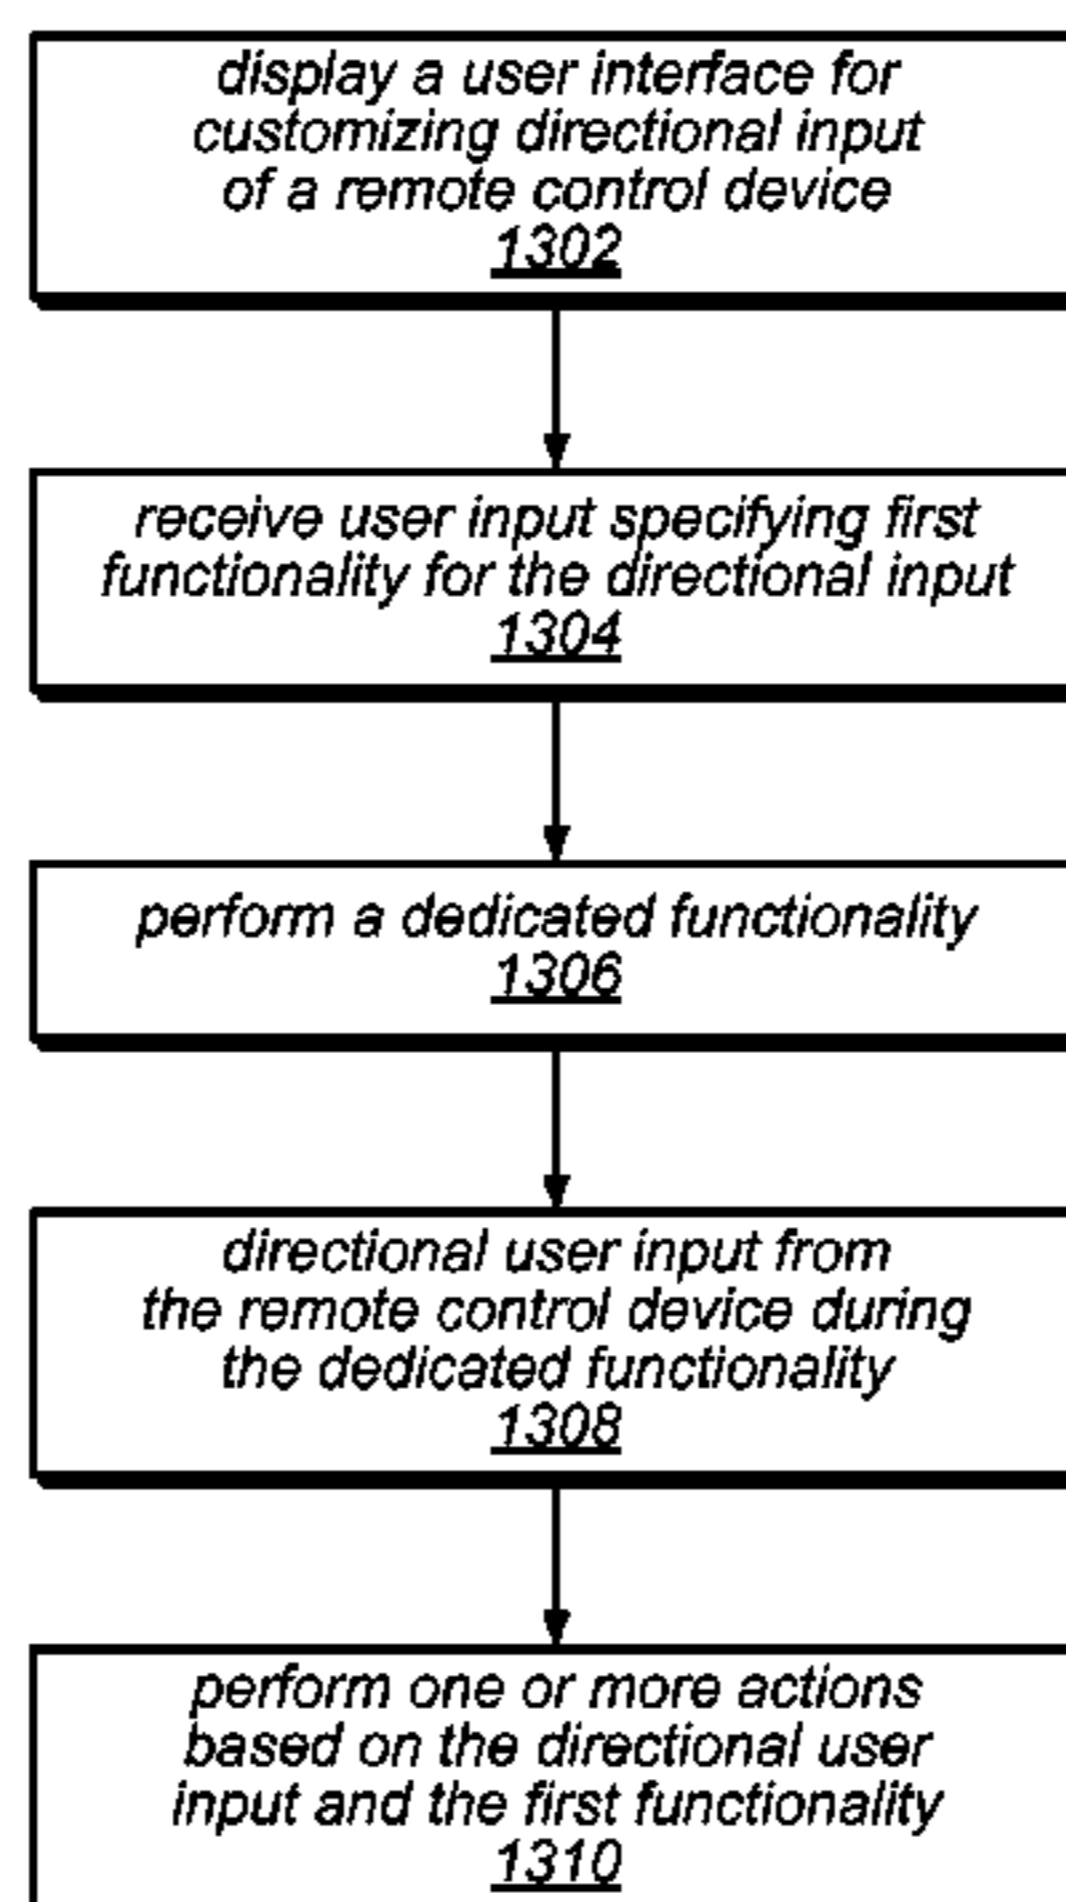 display a user interface for
customizing directional input
of a remote control device
1302
receive user input specifying first
functionality for the directional input
1304
perform a dedicated functionality
1306
directional user input from
the remote control device during
the dedicated functionality
1308
perform one or more actions
based on the directional user
input and the first functionality
1310